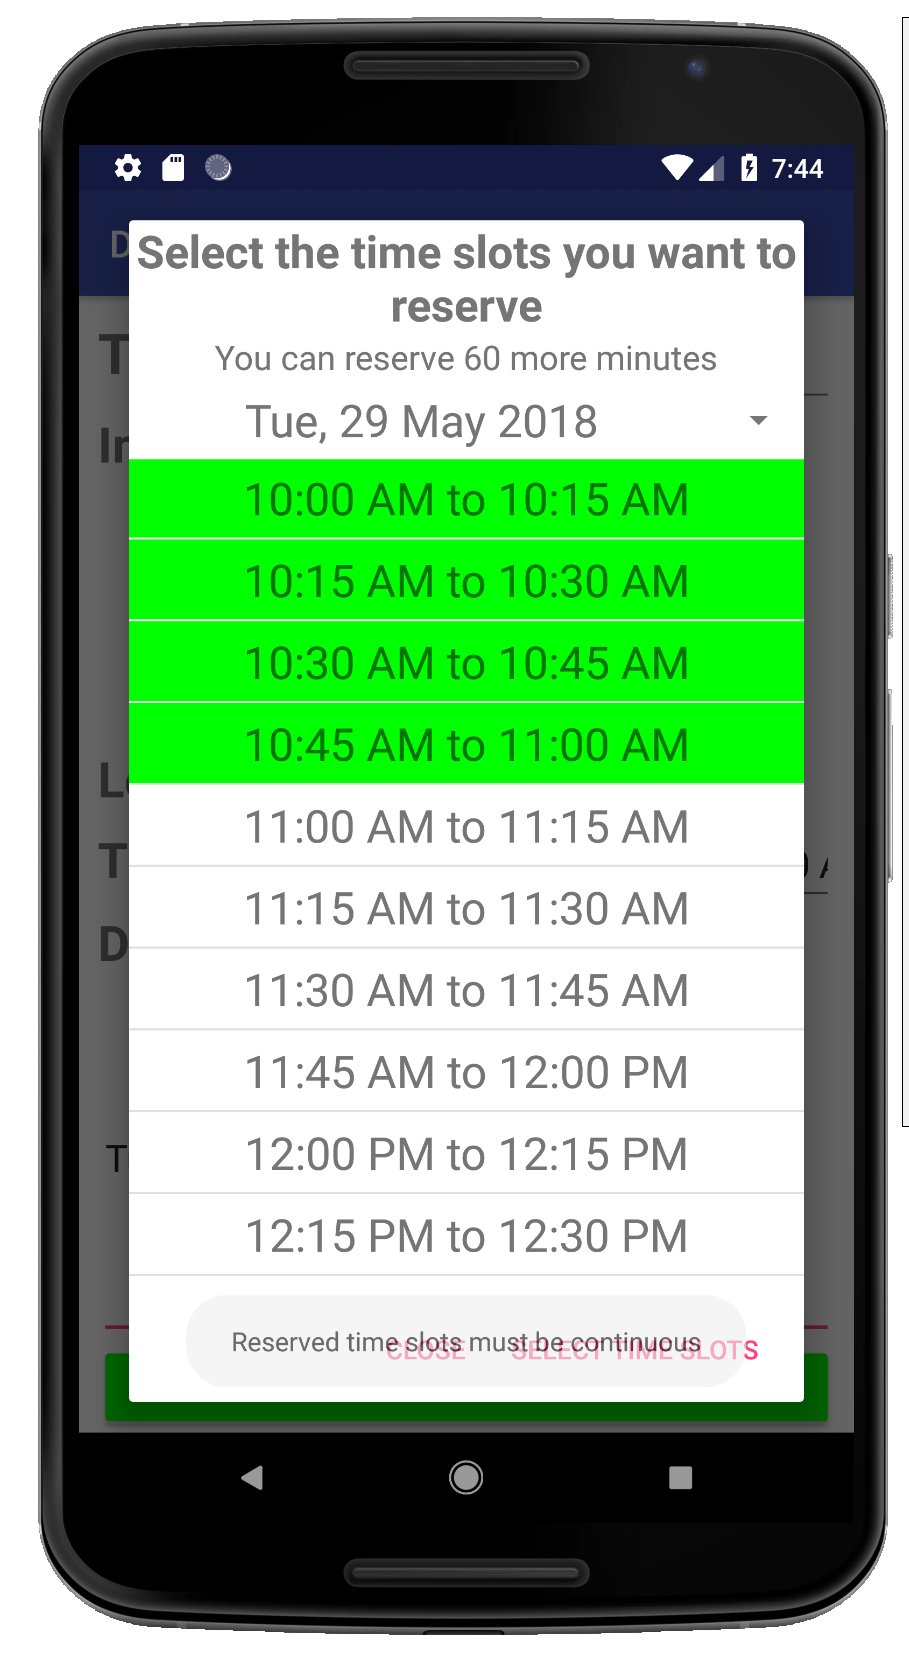 7:44
D
Select the time slots you want to
reserve
T
You can reserve 60 more minutes
Tue, 29 May 2018
In
10:00 AM to 10:15 AM
10:15 AM to 10:30 AM
10:30 AM to 10:45 AM
10:45 AM to 11:00 AM
L
11:00 AM to 11:15 AM
T
0 A
11:15 AM to 11:30 AM
D
11:30 AM to 11:45 AM
11:45 AM to 12:00 PM
12:00 PM to 12:15 PM
T
12:15 PM to 12:30 PM
Reserved time slots must be continuous
CLOSE SELECT TIME SLOTS